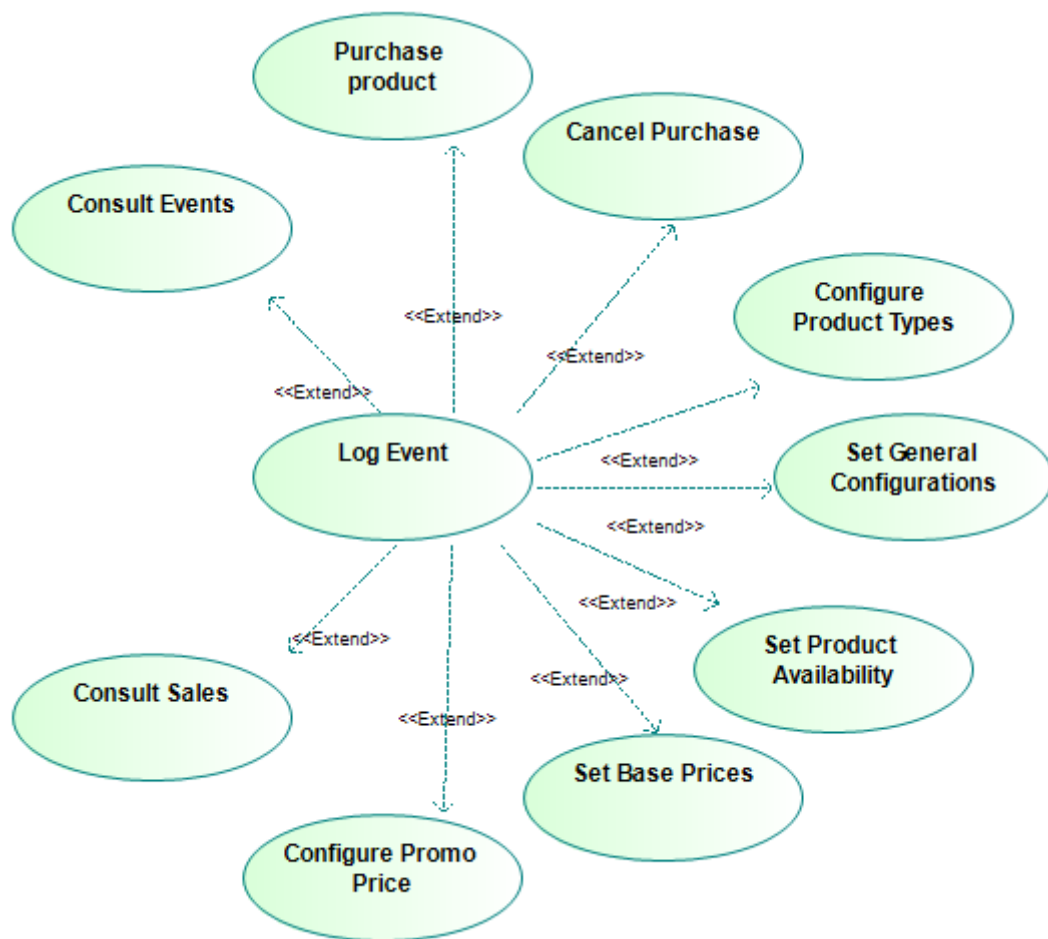 Purchase
product
Cancel Purchase
Consult Events
Configure
Product Types
<<Extend>>
<<Extend>>
<<Extend>>
Log Event
Set General
Configurations
<<Extend>>
<<Extend>>
<<Extend>>
Set Product
Availability
<<Extend>>
Consult Sales
<<Extend>>
<<Extend>>
Set Base Prices
Configure Promo
Price